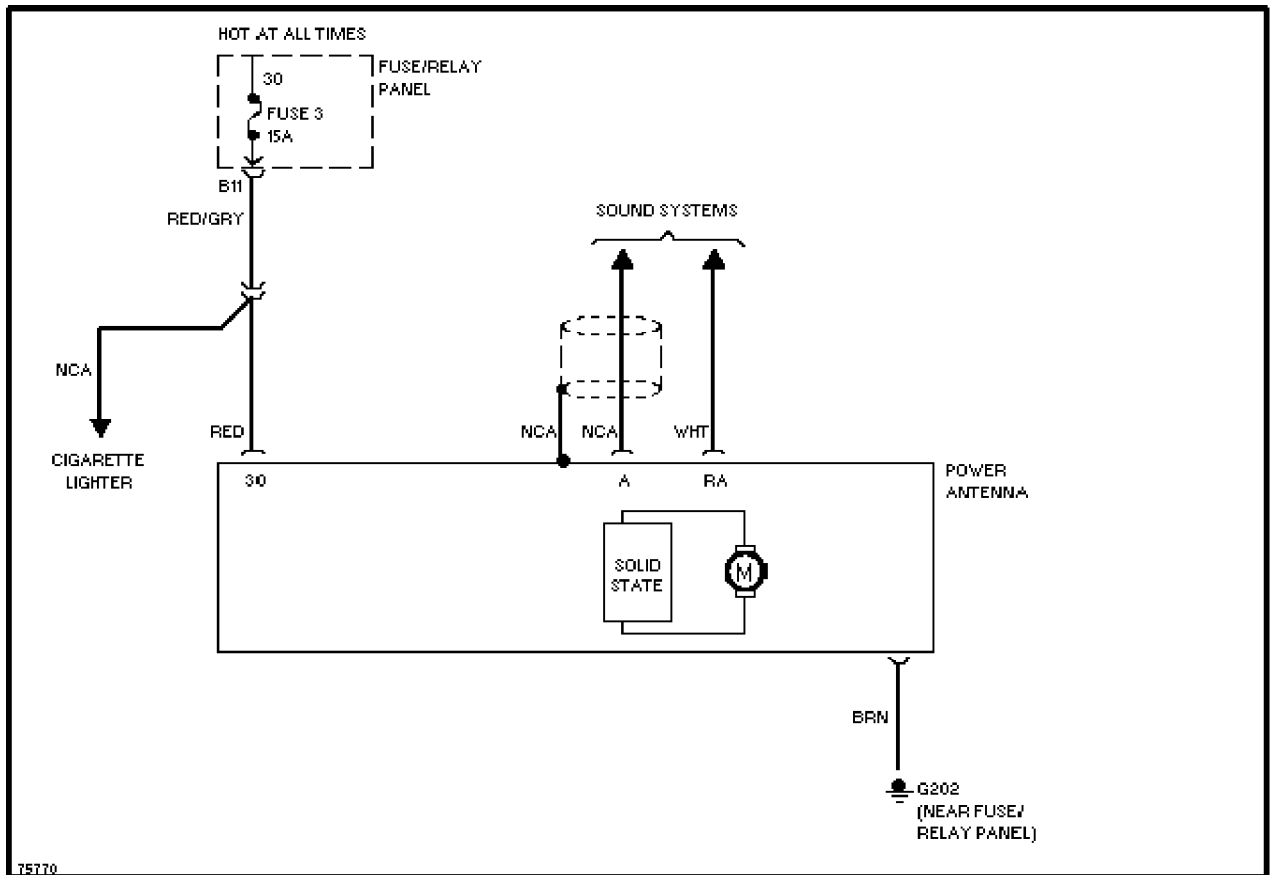 HOT AT ALL TIMES
FUSE/RELAY
PANEL
30
FUSE 3
15A
B11
RED/GRY
SOUND SYSTEMS
NCA
RED
NCA
NCA
WHT
CIGARETTE
LIGHTER
30
A
RA
POWER
ANTENNA
SOLID
STATE
M
BRN
G202
(NEAR FUSE/
RELAY PANEL)
75770